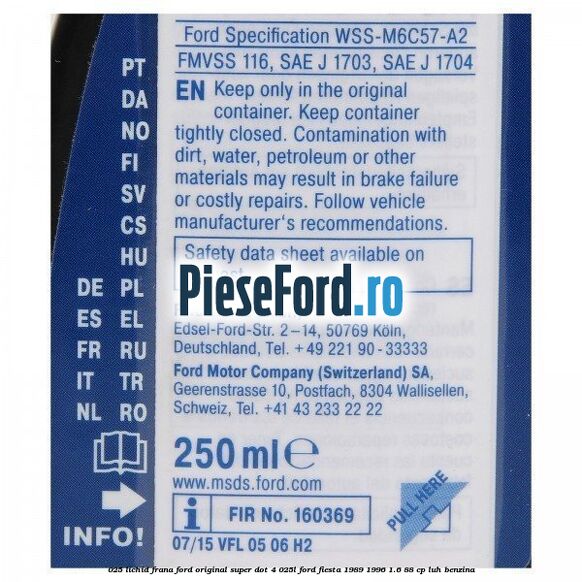 Ford Specification WSS-M6C57-A2
FMVSS 116, SAE J 1703, SAE J 1704
EN Keep only in the original
container. Keep container
tightly closed. Contamination with
dirt, water, petroleum or other
materials may result in brake failure
or costly repairs. Follow vehicle
manufacturer's recommendations.
Safety data sheet available on
PieseFord.ro
Edsel-Ford-Str. 2–14, 50769 Köln,
Deutschland, Tel. +49 221 90-33333
Ford Motor Company (Switzerland) SA,
Geerenstrasse 10, Postfach, 8304 Wallisellen,
Schweiz, Tel. +41 43 233 22 22
250 ml e
www.msds.ford.com
i FIR No. 160369
07/15 VFL 05 06 H2
PULL HERE
PT
DA
NO
FI
SV
CS
HU
DE PL
ES EL
FR RU
IT TR
NL RO
INFO!
025 lichid frana ford original super dot 4 025l ford fiesta 1989 1996 1.6 88 cp luh benzina